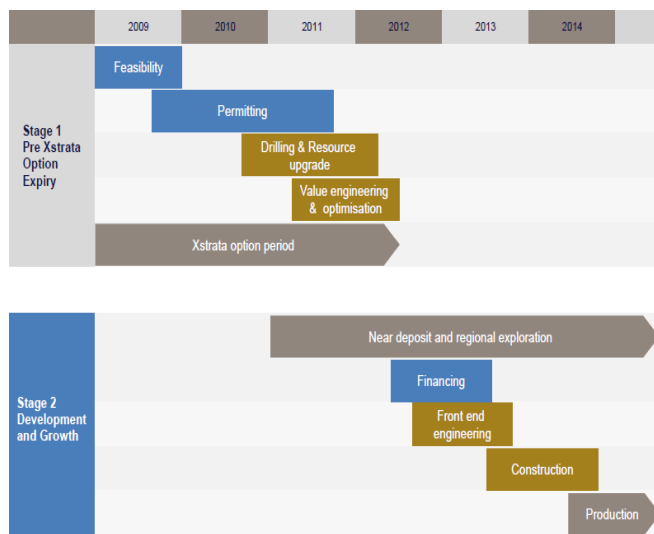 2009 2010 2011 2012 2013 2014
Stage 1
Pre Xstrata
Option
Expiry
Feasibility
Permitting
Drilling & Resource
upgrade
Value engineering
& optimisation
Xstrata option period
Stage 2
Development
and Growth
Near deposit and regional exploration
Financing
Front end
engineering
Construction
Production